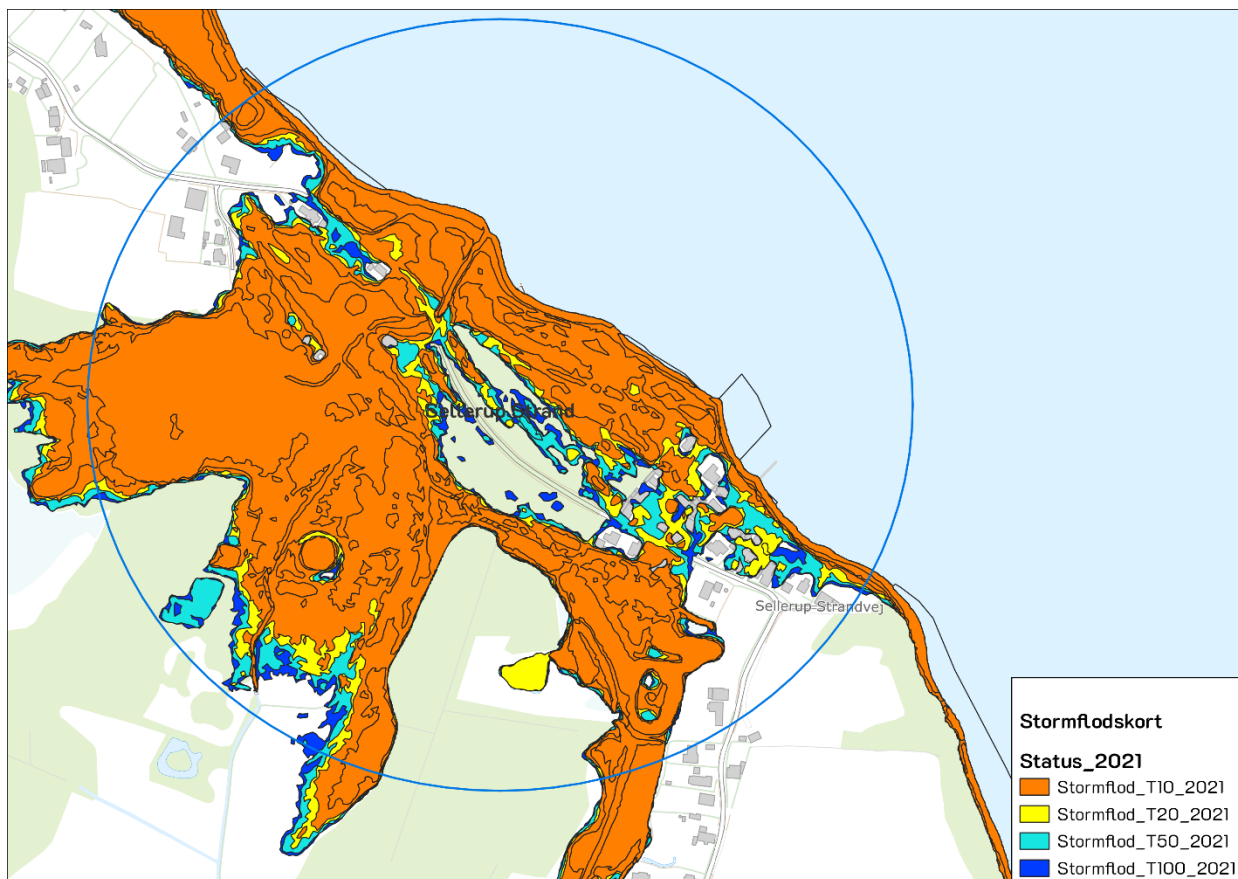 Sellerup Strand
Sellerup Strandvej
Stormflodskort
Status_2021
Stormflod_T10_2021
Stormflod_T20_2021
Stormflod_T50_2021
Stormflod_T100_2021